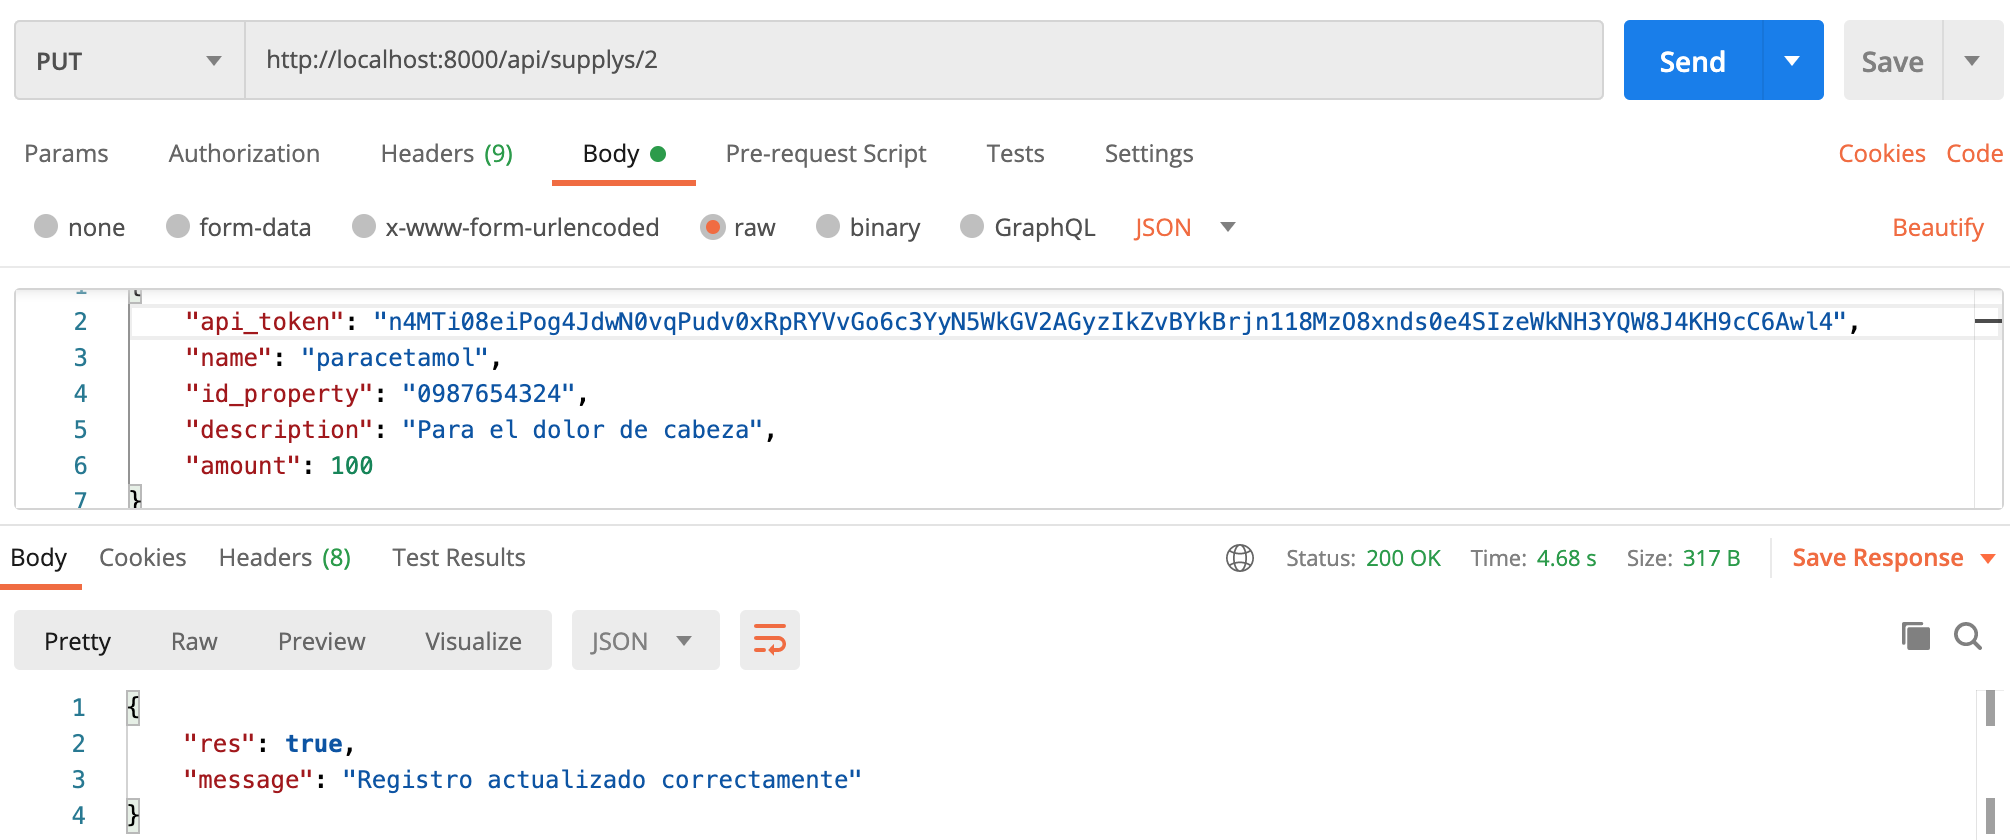 PUT http://localhost:8000/api/supplys/2 Send Save
Params Authorization Headers (9) Body Pre-request Script Tests Settings Cookies Code
none form-data x-www-form-urlencoded raw binary GraphQL JSON Beautify
1 {
2 "api_token": "n4MTi08eiPog4JdwN0vqPudv0xRpRYVvGo6c3YyN5WkGV2AGyzIkZvBYkBrjn118MzO8xnds0e4SIzeWkNH3YQW8J4KH9cC6Awl4",
3 "name": "paracetamol",
4 "id_property": "0987654324",
5 "description": "Para el dolor de cabeza",
6 "amount": 100
7 }
Body Cookies Headers (8) Test Results Status: 200 OK Time: 4.68 s Size: 317 B Save Response
Pretty Raw Preview Visualize JSON
1 {
2 "res": true,
3 "message": "Registro actualizado correctamente"
4 }